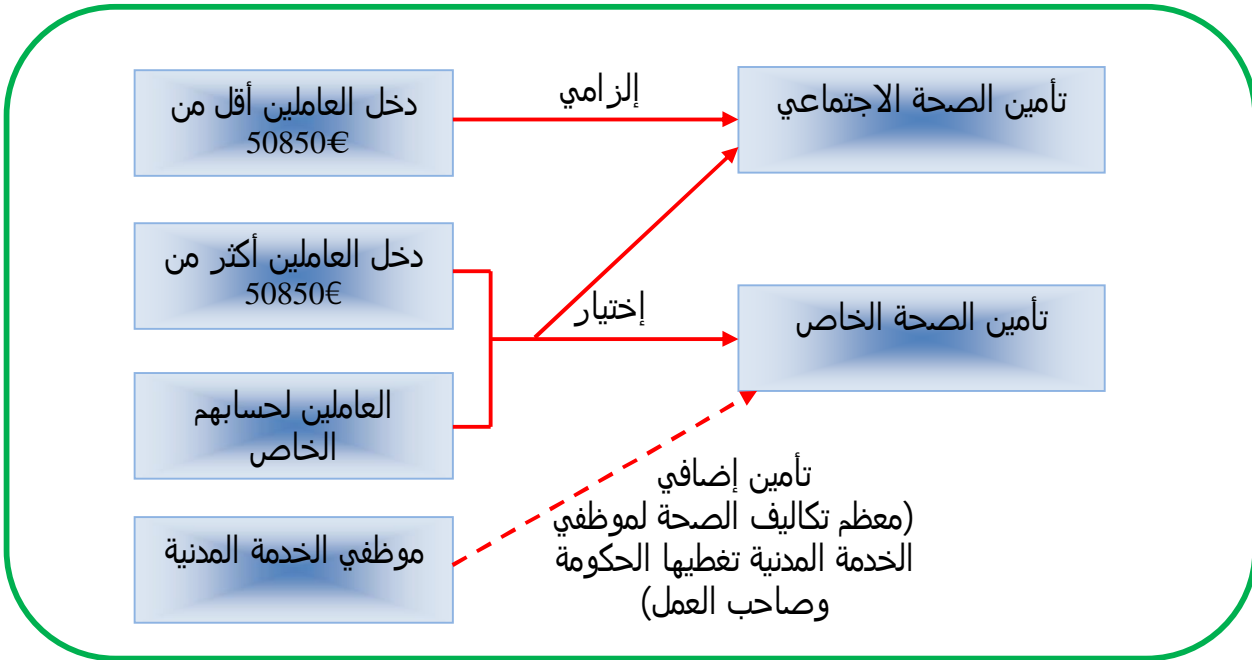 دخل العاملين أقل من
50850€
إلزامي
تأمين الصحة الاجتماعي
دخل العاملين أكثر من
50850€
إختيار
تأمين الصحة الخاص
العاملين لحسابهم
الخاص
موظفي الخدمة المدنية
تأمين إضافي
(معظم تكاليف الصحة لموظفي
الخدمة المدنية تغطيها الحكومة
وصاحب العمل)